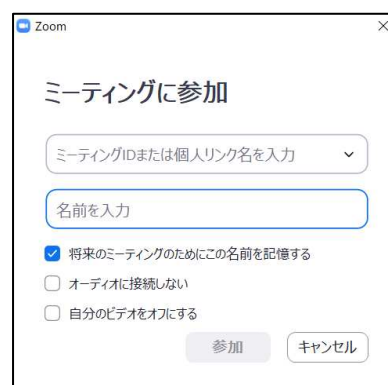 Zoom
ミーティングに参加
ミーティングIDまたは個人リンク名を入力
名前を入力
将来のミーティングのためにこの名前を記憶する
オーディオに接続しない
自分のビデオをオフにする
参加 キャンセル